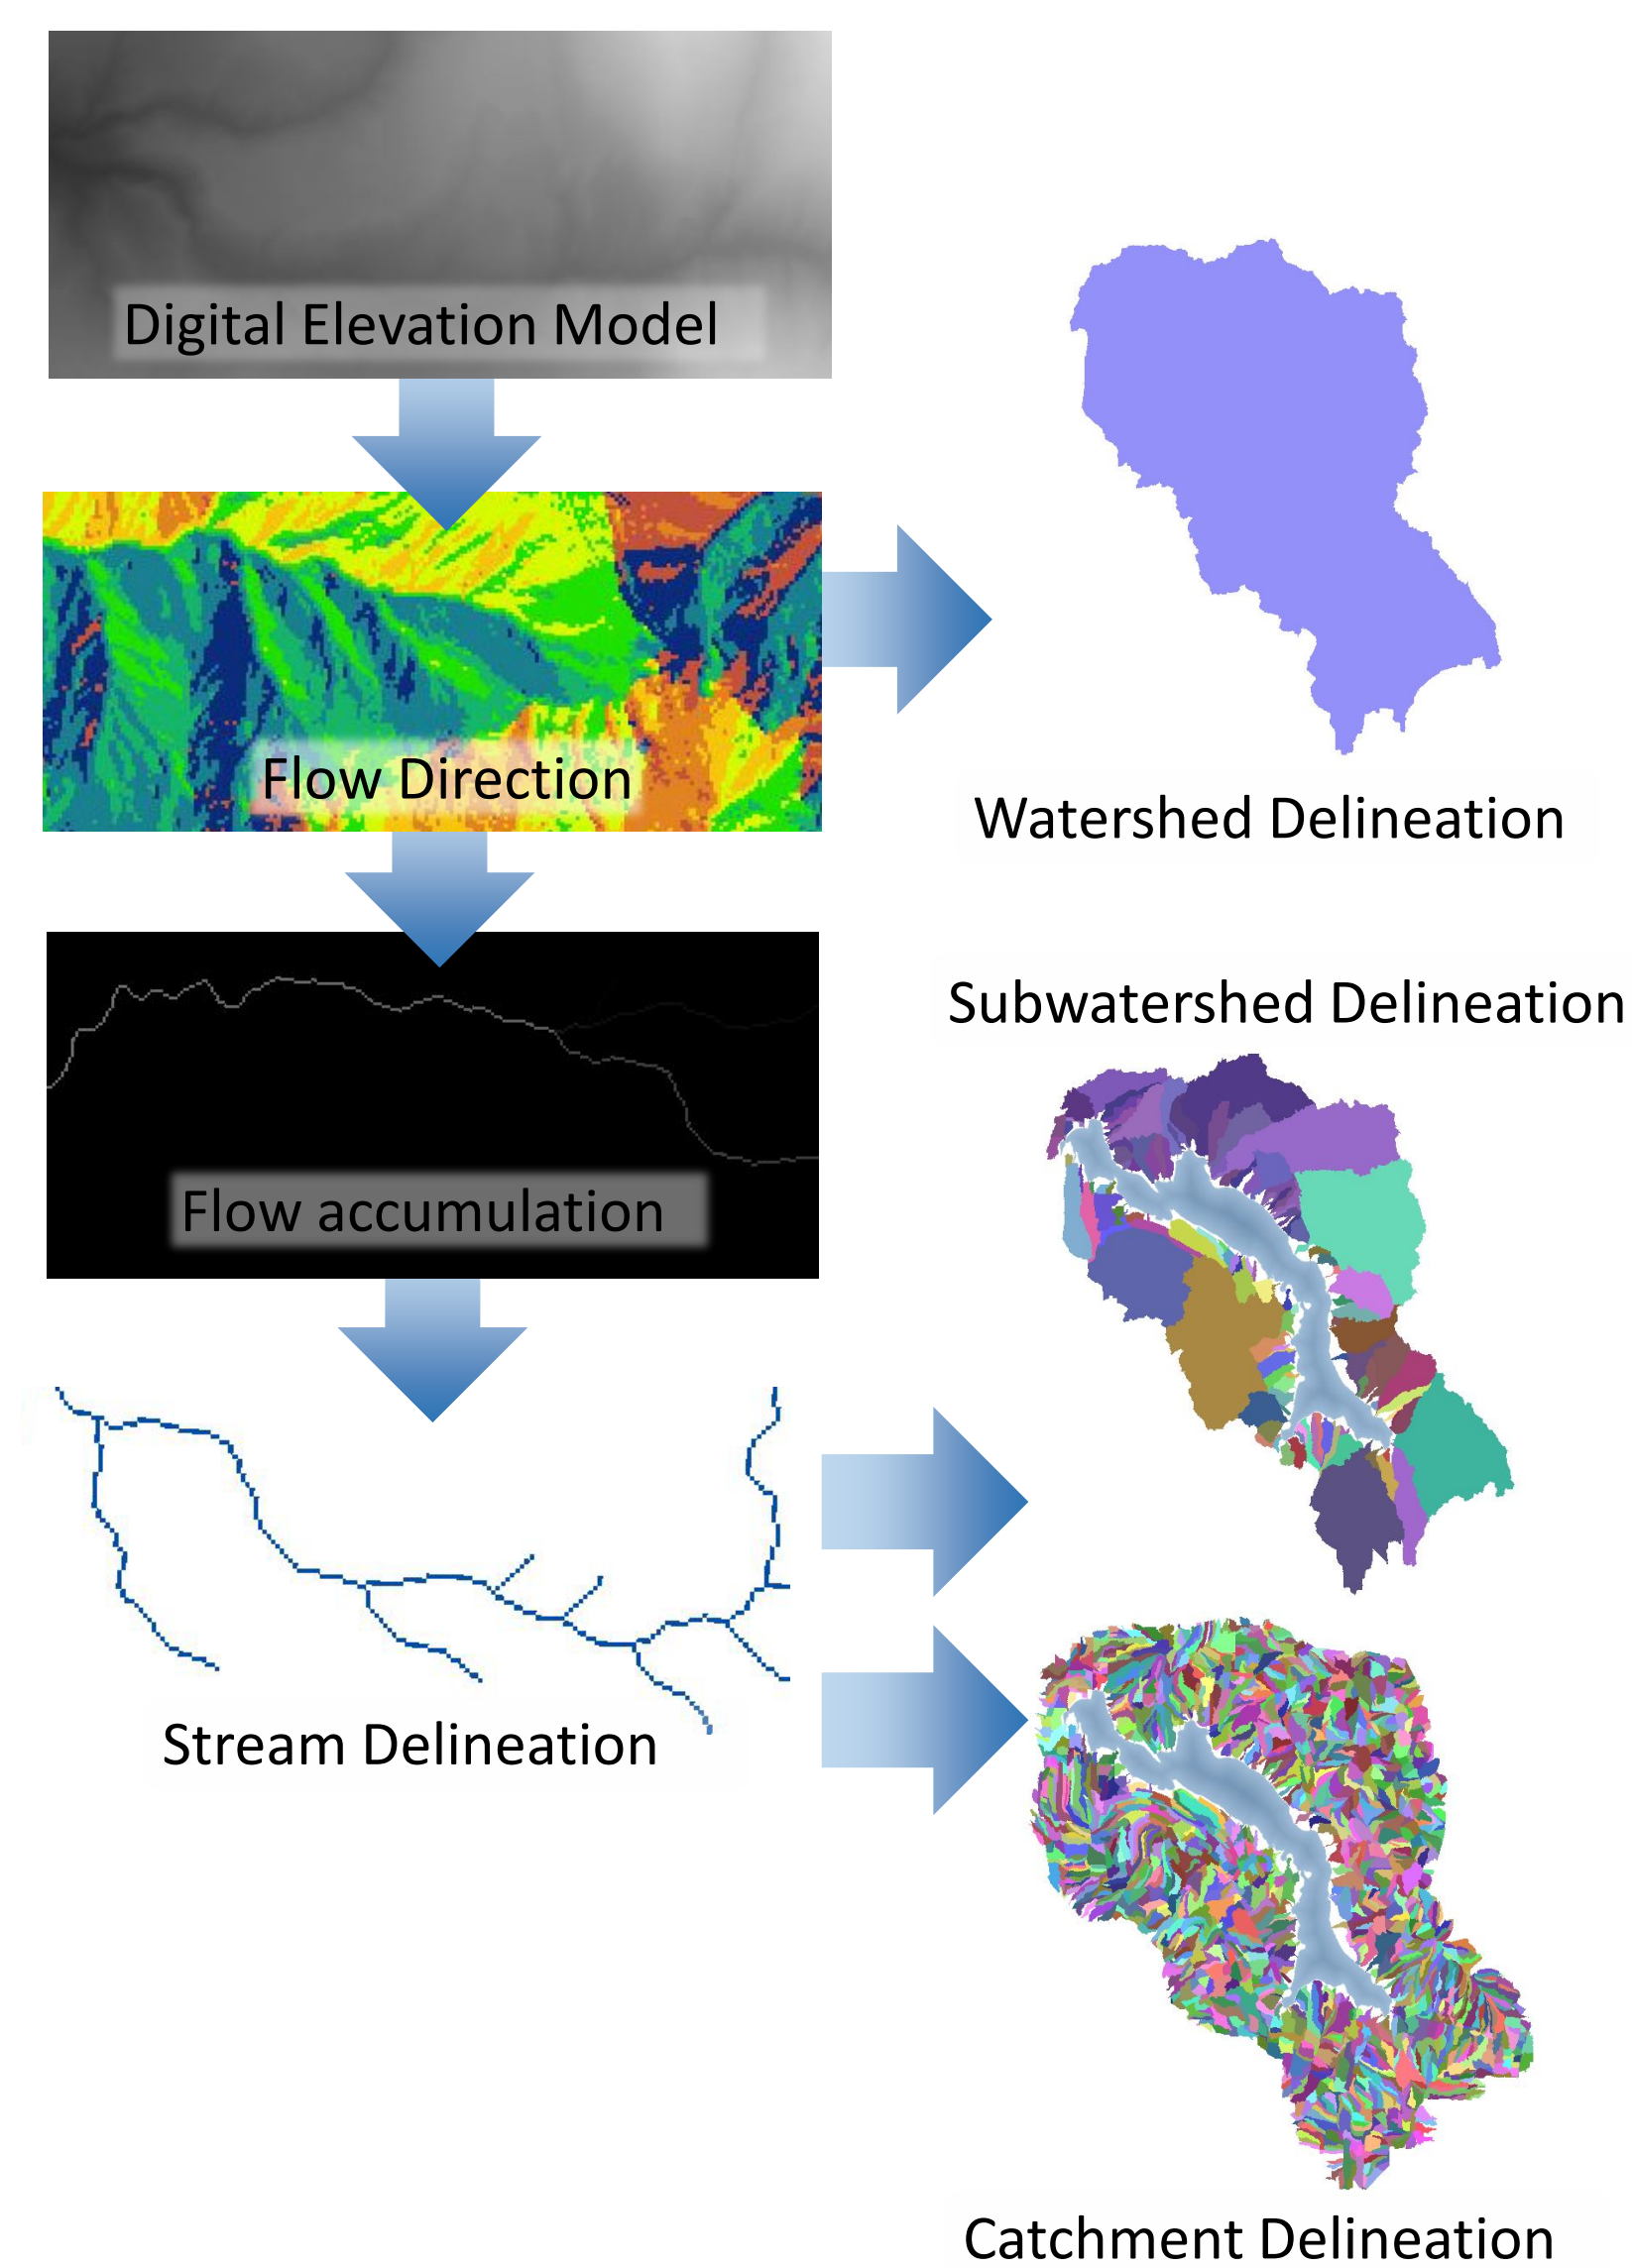 Digital Elevation Model
Flow Direction
Watershed Delineation
Flow accumulation
Subwatershed Delineation
Stream Delineation
Catchment Delineation